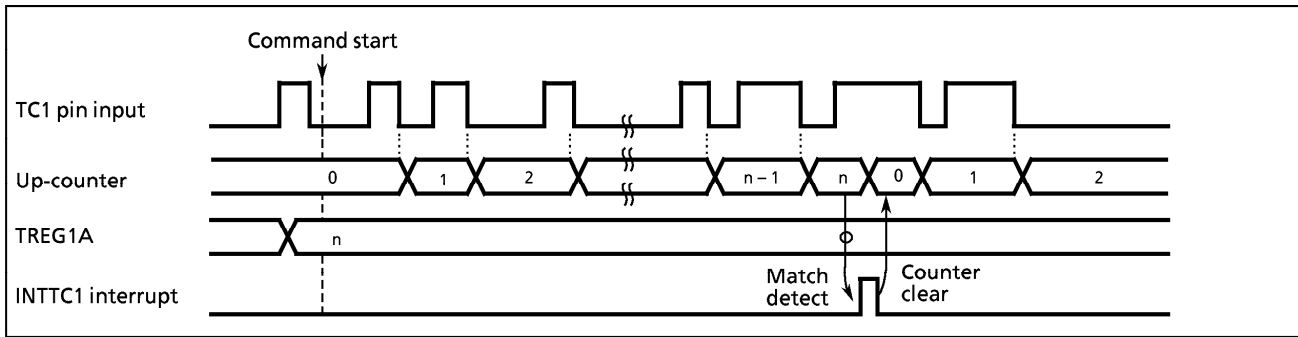 Command start
TC1 pin input
Up-counter
0 1 2 n – 1 n 0 1 2
TREG1A
n
Match
detect
Counter
clear
INTTC1 interrupt